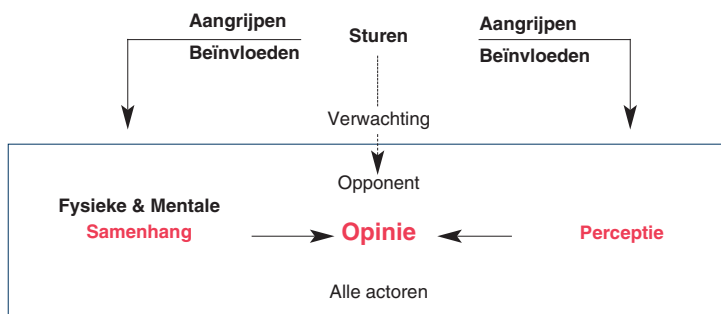 Aangrijpen
Beïnvloeden
Sturen
Aangrijpen
Beïnvloeden
Verwachting
Opponent
Fysieke & Mentale
Samenhang
Opinie
Perceptie
Alle actoren